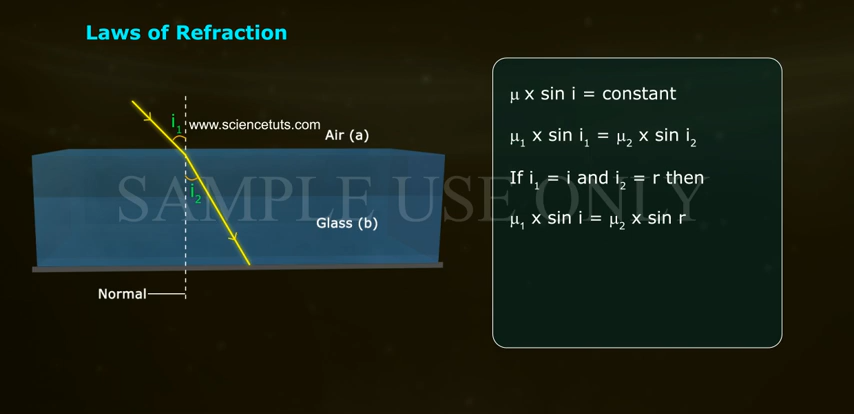 Laws of Refraction
i₁
www.sciencetuts.com
Air (a)
i₂
Glass (b)
Normal
μ x sin i = constant
μ₁ x sin i₁ = μ₂ x sin i₂
If i₁ = i and i₂ = r then
μ₁ x sin i = μ₂ x sin r
SAMPLE USE ONLY